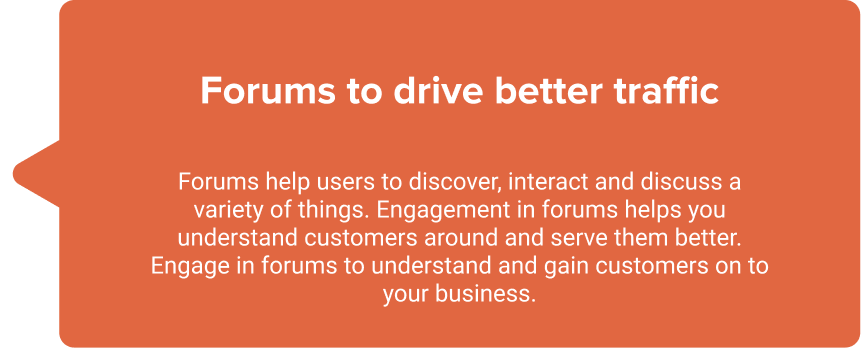 Forums to drive better traffic
Forums help users to discover, interact and discuss a
variety of things. Engagement in forums helps you
understand customers around and serve them better.
Engage in forums to understand and gain customers on to
your business.